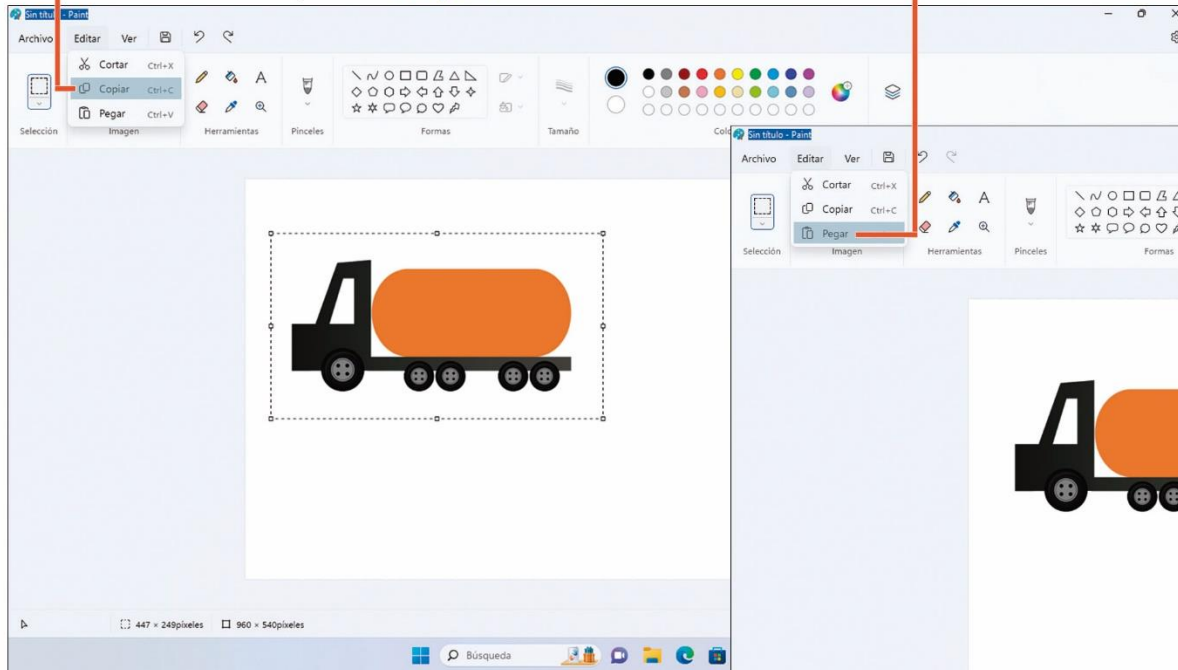 Sin título - Paint
Archivo Editar Ver
Cortar Ctrl+X
Copiar Ctrl+C
Pegar Ctrl+V
A
Selección Imagen Herramientas Pinceles Formas Tamaño
447 × 249píxeles 960 × 540píxeles
Búsqueda
Sin título - Paint
Archivo Editar Ver
Cortar Ctrl+X
Copiar Ctrl+C
Pegar
A
Selección Imagen Herramientas Pinceles Formas